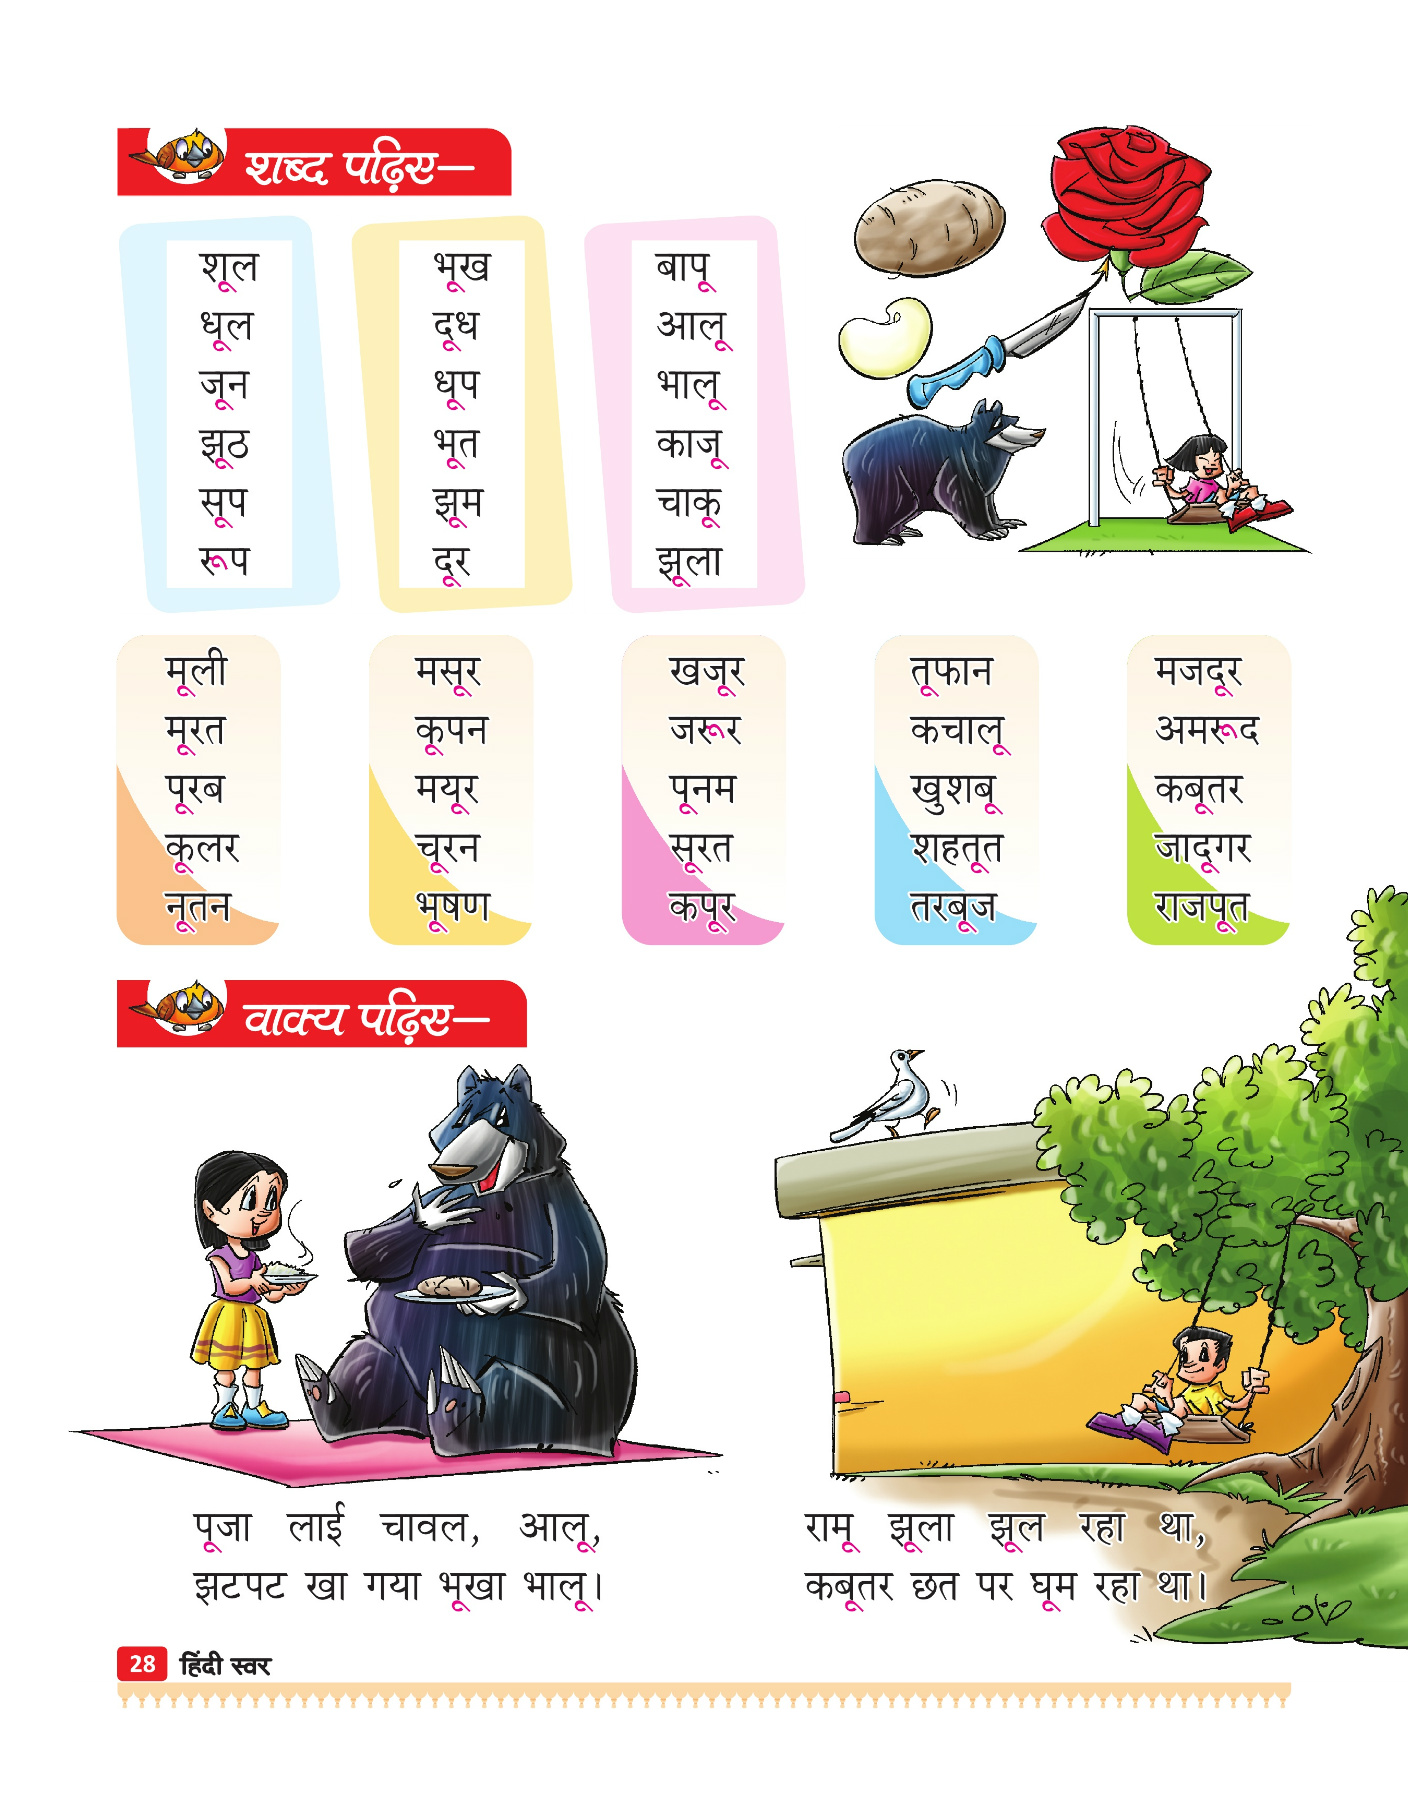 शब्द पढ़िए—
शूल
धूल
जून
झूठ
सूप
रूप
भूख
दूध
धूप
भूत
झूम
दूर
बापू
आलू
भालू
काजू
चाकू
झूला
मूली
मूरत
पूरब
कूलर
नूतन
मसूर
कूपन
मयूर
चूरन
भूषण
खजूर
जरूर
पूनम
सूरत
कपूर
तूफान
कचालू
खुशबू
शहतूत
तरबूज
मजदूर
अमरूद
कबूतर
जादूगर
राजपूत
वाक्य पढ़िए—
पूजा लाई चावल, आलू,
झटपट खा गया भूखा भालू।
रामू झूला झूल रहा था,
कबूतर छत पर घूम रहा था।
28 हिंदी स्वर